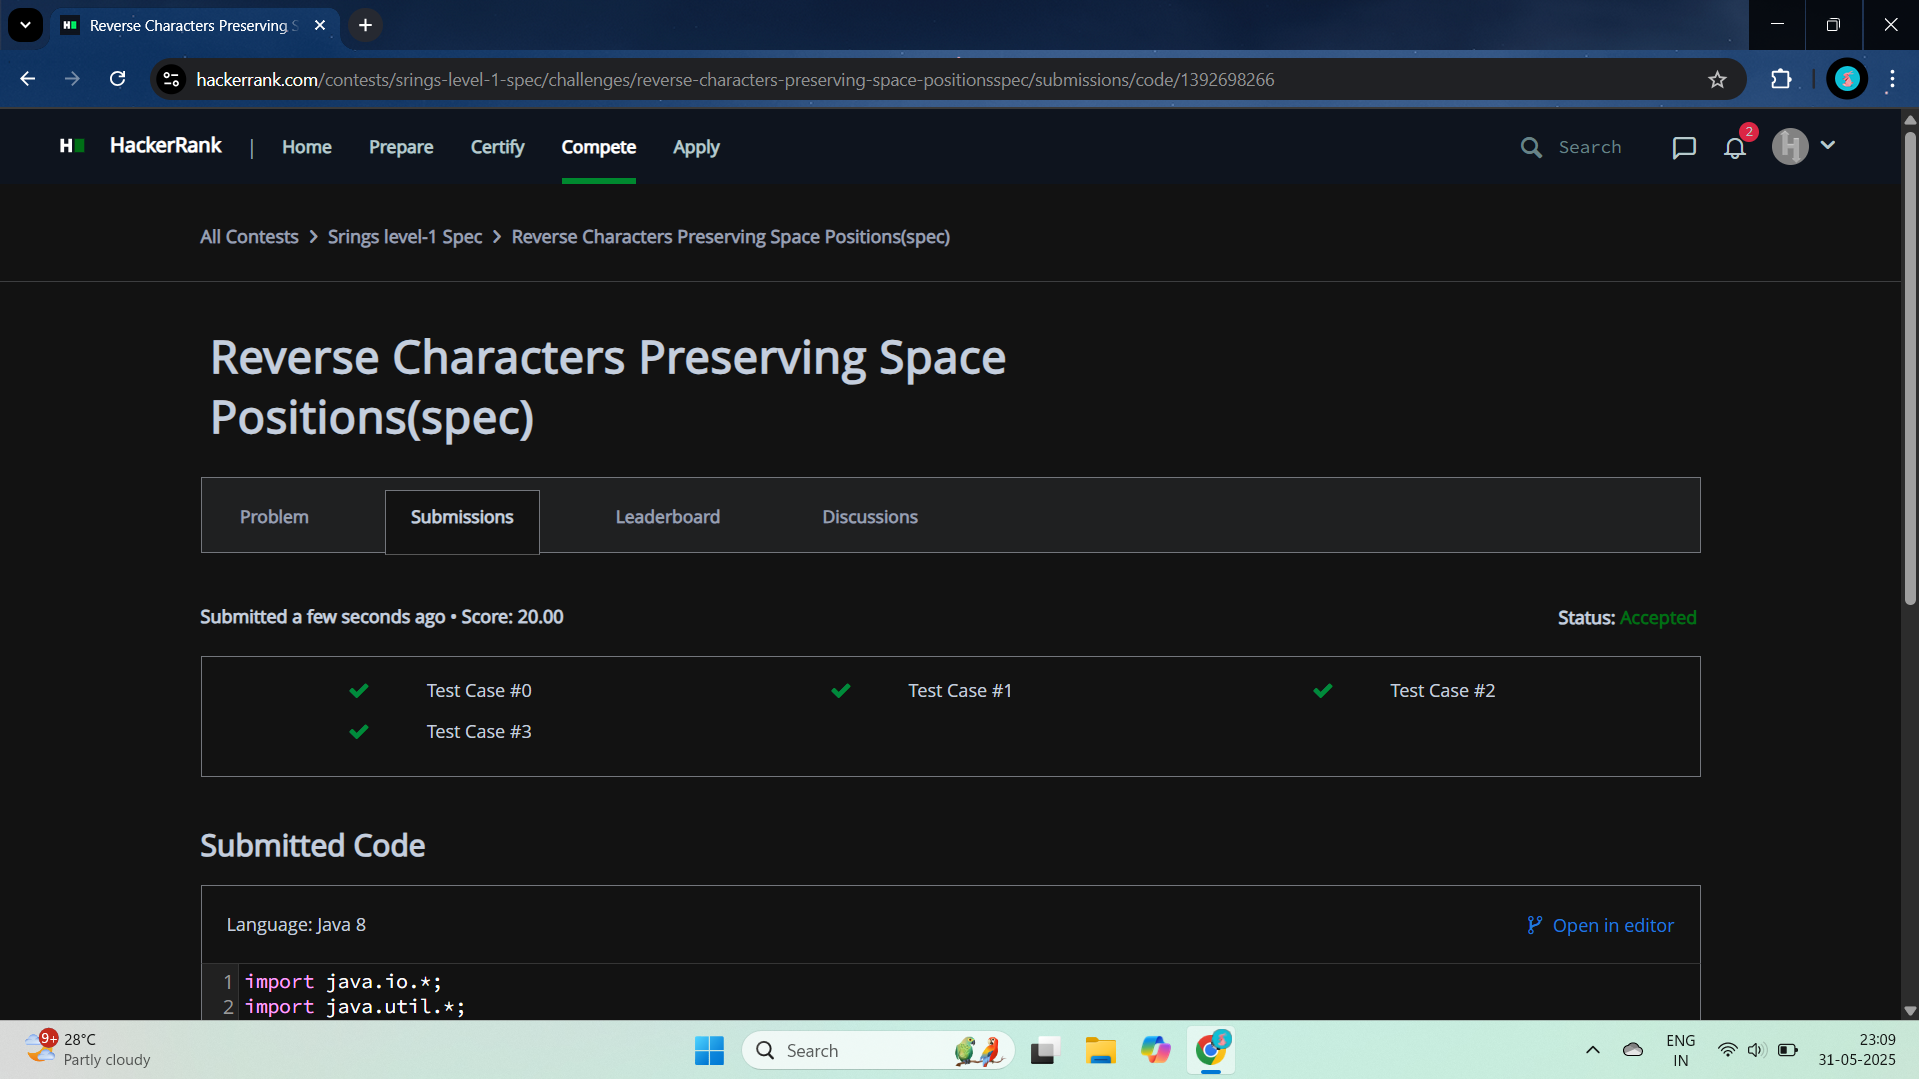 Reverse Characters Preserving S
hackerrank.com/contests/srings-level-1-spec/challenges/reverse-characters-preserving-space-positionsspec/submissions/code/1392698266
H
HackerRank | Home Prepare Certify Compete Apply Search 2
All Contests > Srings level-1 Spec > Reverse Characters Preserving Space Positions(spec)
Reverse Characters Preserving Space
Positions(spec)
Problem Submissions Leaderboard Discussions
Submitted a few seconds ago • Score: 20.00 Status: Accepted
Test Case #0 Test Case #1 Test Case #2
Test Case #3
Submitted Code
Language: Java 8 Open in editor
1 import java.io.*;
2 import java.util.*;
9+ 28°C
Partly cloudy
Search
ENG
IN
23:09
31-05-2025